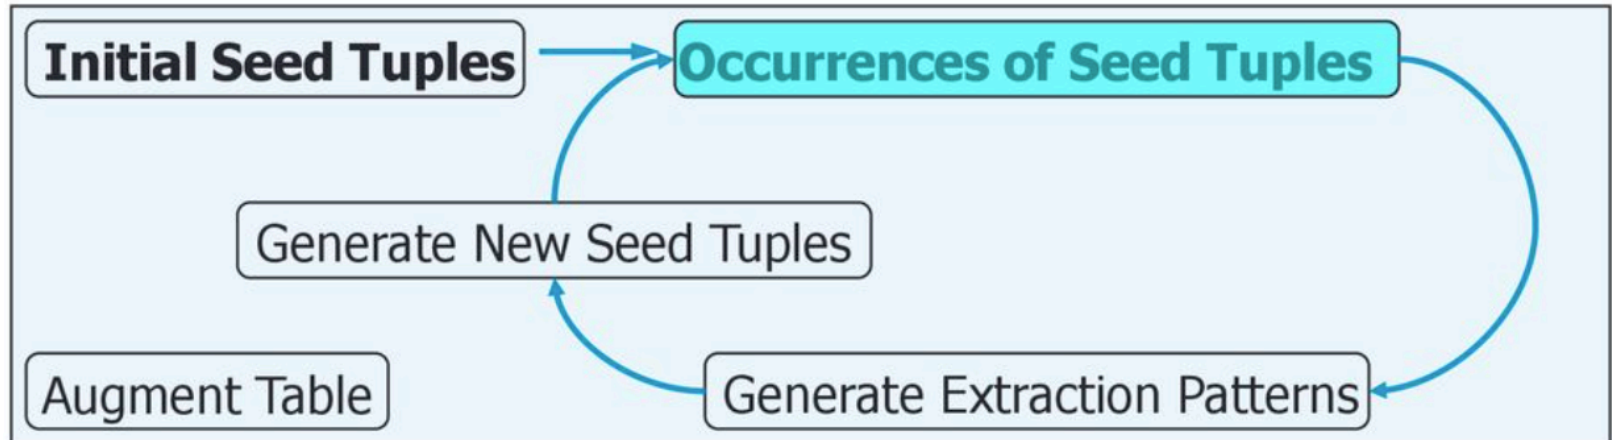 Initial Seed Tuples
Occurrences of Seed Tuples
Generate New Seed Tuples
Augment Table
Generate Extraction Patterns